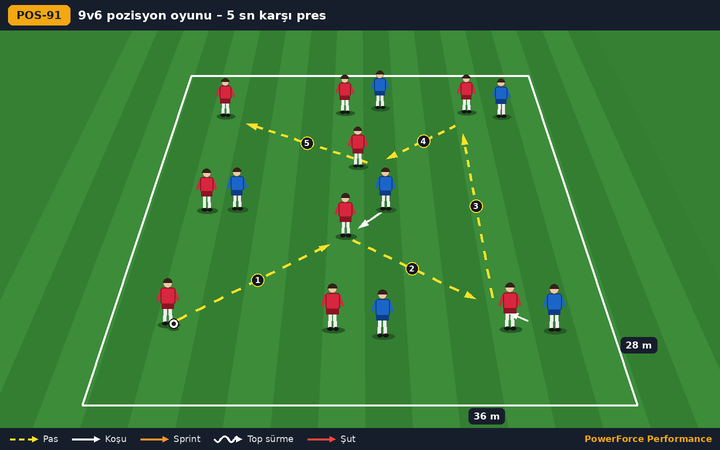 POS-91 9v6 pozisyon oyunu – 5 sn karşı pres
5
4
3
1
2
28 m
36 m
Pas Koşu Sprint Top sürme Şut PowerForce Performance